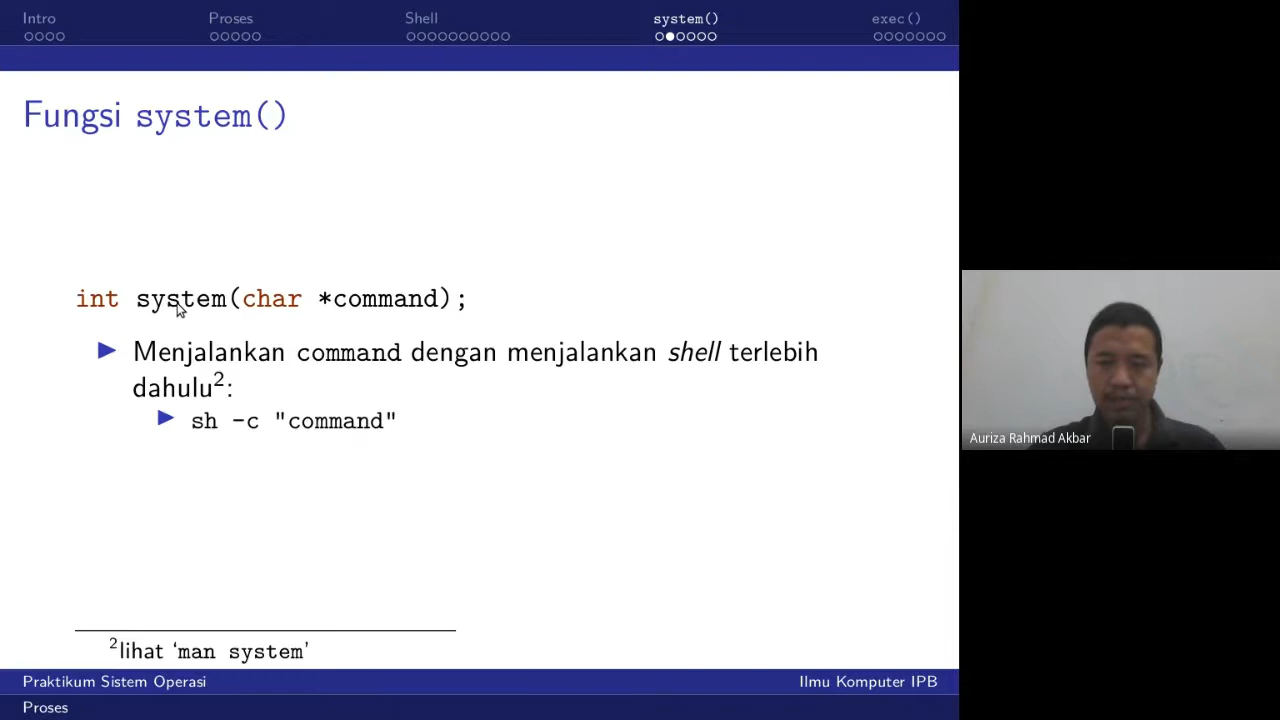 Intro Proses Shell system() exec()
Fungsi system()
int system(char *command);
Menjalankan command dengan menjalankan shell terlebih
dahulu2:
sh -c "command"
2lihat ‘man system’
Auriza Rahmad Akbar
Praktikum Sistem Operasi Ilmu Komputer IPB
Proses